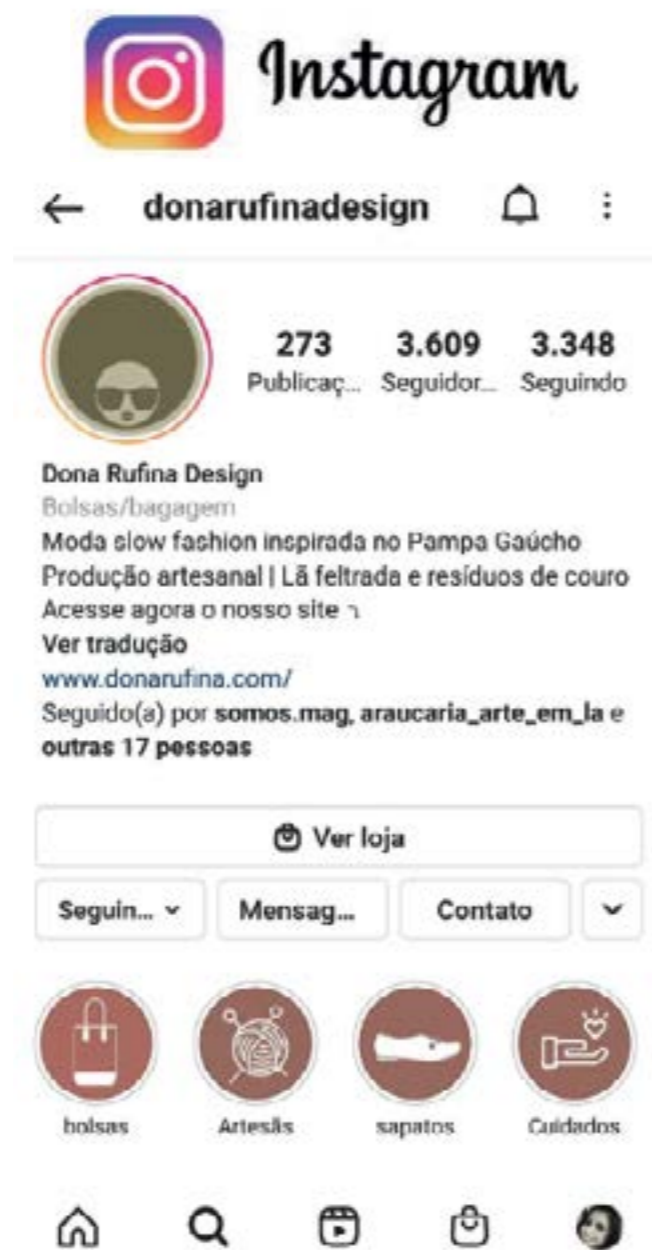 Instagram
donarufinadesign
273 3.609 3.348
Publicaç... Seguidor... Seguindo
Dona Rufina Design
Bolsas/bagagem
Moda slow fashion inspirada no Pampa Gaúcho
Produção artesanal | Lã feltrada e resíduos de couro
Acesse agora o nosso site
Ver tradução
www.donarufina.com/
Seguido(a) por somos.mag, araucaria_arte_em_la e
outras 17 pessoas
Ver loja
Seguin... Mensag... Contato
bolsas Artesãs sapatos Cuidados